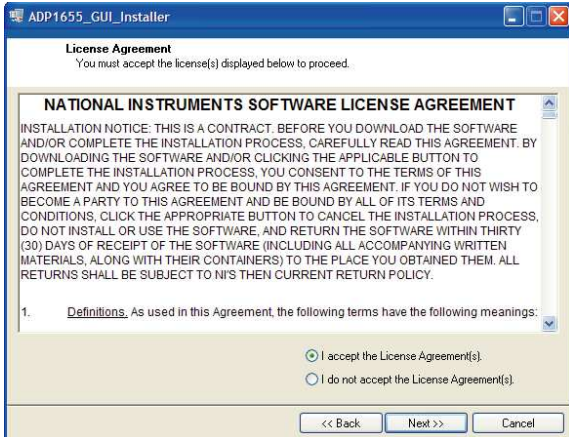 ADP1655_GUI_Installer
License Agreement
You must accept the license(s) displayed below to proceed.
NATIONAL INSTRUMENTS SOFTWARE LICENSE AGREEMENT
INSTALLATION NOTICE: THIS IS A CONTRACT. BEFORE YOU DOWNLOAD THE SOFTWARE
AND/OR COMPLETE THE INSTALLATION PROCESS, CAREFULLY READ THIS AGREEMENT. BY
DOWNLOADING THE SOFTWARE AND/OR CLICKING THE APPLICABLE BUTTON TO
COMPLETE THE INSTALLATION PROCESS, YOU CONSENT TO THE TERMS OF THIS
AGREEMENT AND YOU AGREE TO BE BOUND BY THIS AGREEMENT. IF YOU DO NOT WISH TO
BECOME A PARTY TO THIS AGREEMENT AND BE BOUND BY ALL OF ITS TERMS AND
CONDITIONS, CLICK THE APPROPRIATE BUTTON TO CANCEL THE INSTALLATION PROCESS,
DO NOT INSTALL OR USE THE SOFTWARE, AND RETURN THE SOFTWARE WITHIN THIRTY
(30) DAYS OF RECEIPT OF THE SOFTWARE (INCLUDING ALL ACCOMPANYING WRITTEN
MATERIALS, ALONG WITH THEIR CONTAINERS) TO THE PLACE YOU OBTAINED THEM. ALL
RETURNS SHALL BE SUBJECT TO NI'S THEN CURRENT RETURN POLICY.
1. Definitions. As used in this Agreement, the following terms have the following meanings:
I accept the License Agreement(s).
I do not accept the License Agreement(s).
<< Back Next >> Cancel